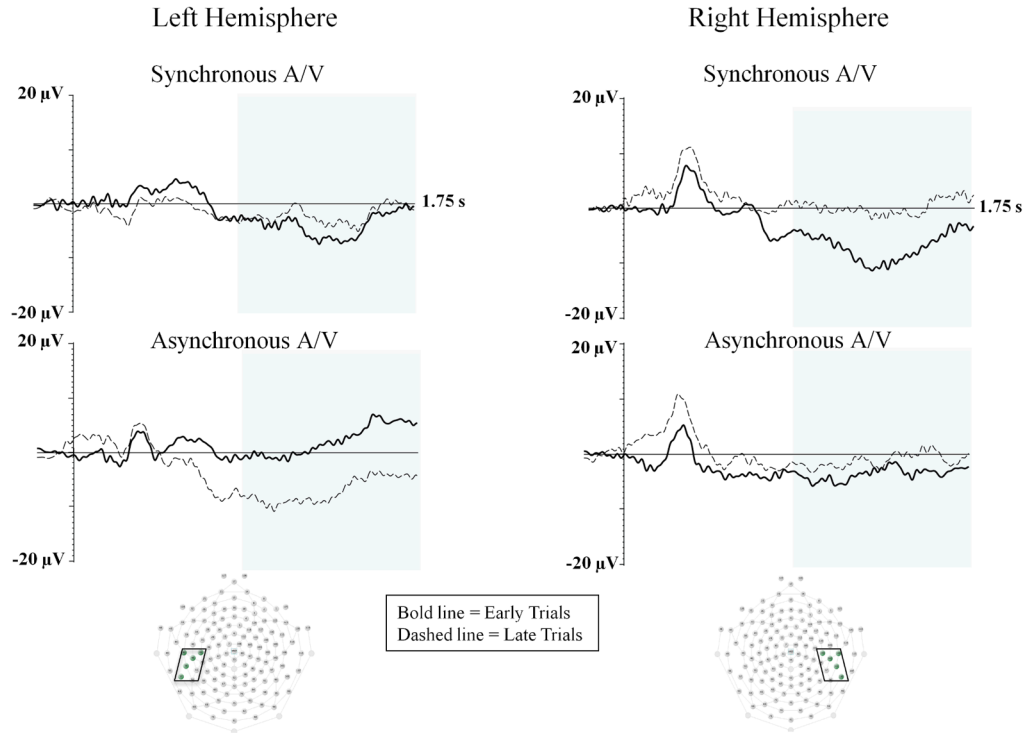 Left Hemisphere
Right Hemisphere
Synchronous A/V
Synchronous A/V
20 µV
20 µV
1.75 s
1.75 s
-20 µV
-20 µV
Asynchronous A/V
Asynchronous A/V
20 µV
20 µV
-20 µV
-20 µV
Bold line = Early Trials
Dashed line = Late Trials